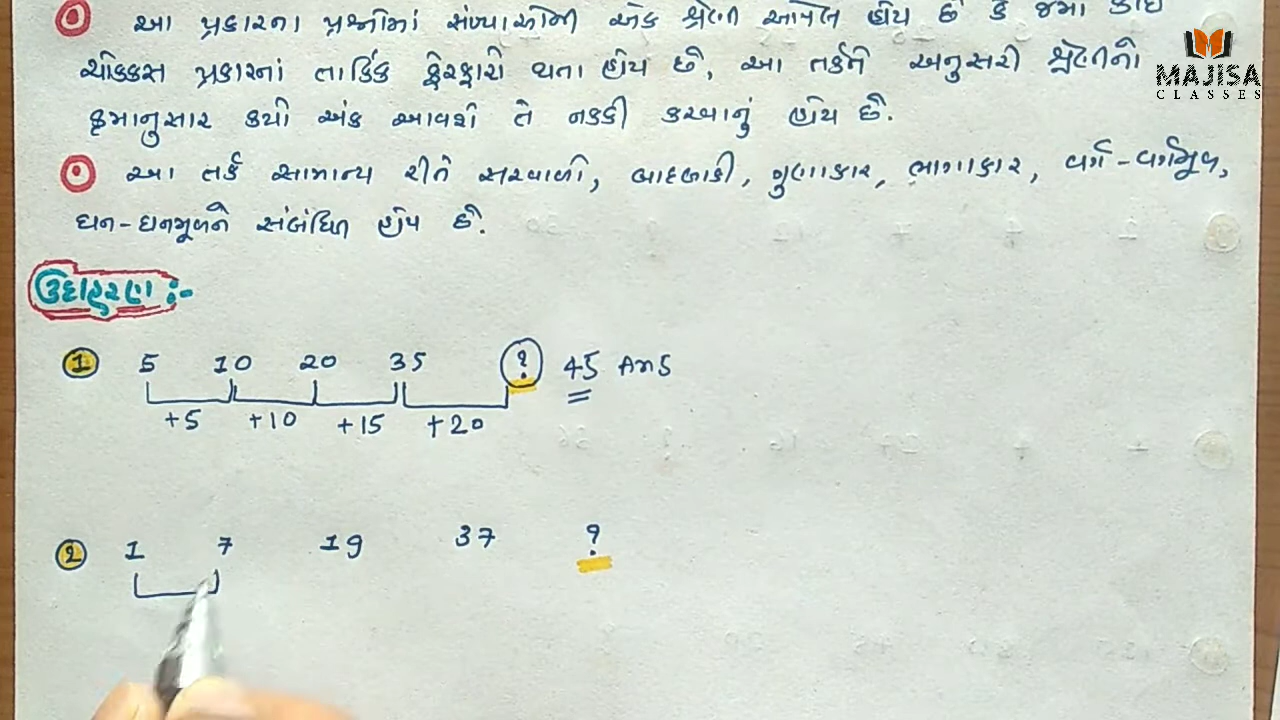 આ પ્રકારના પ્રશ્નોમાં સંખ્યાઓની એક શ્રેણી આપેલ હોય છે કે જેમાં કોઇ
ચોકકસ પ્રકારનાં તાર્કિક ફેરફારો થતા હોય છે, આ તર્કને અનુસરી શ્રેણીની
ક્રમાનુસાર કયો અંક આવશે તે નકકી કરવાનું હોય છે.
આ તર્ક સામાન્ય રીતે સરવાળા, બાદબાકી, ગુણાકાર, ભાગાકાર, વર્ગ-વર્ગમૂળ,
ઘન-ઘનમૂળને સંબંધિત હોય છે.
ઉદાહરણ :-
1 5 10 20 35 ? 45 Ans
+5 +10 +15 +20
2 1 7 19 37 ?
MAJISA
CLASSES